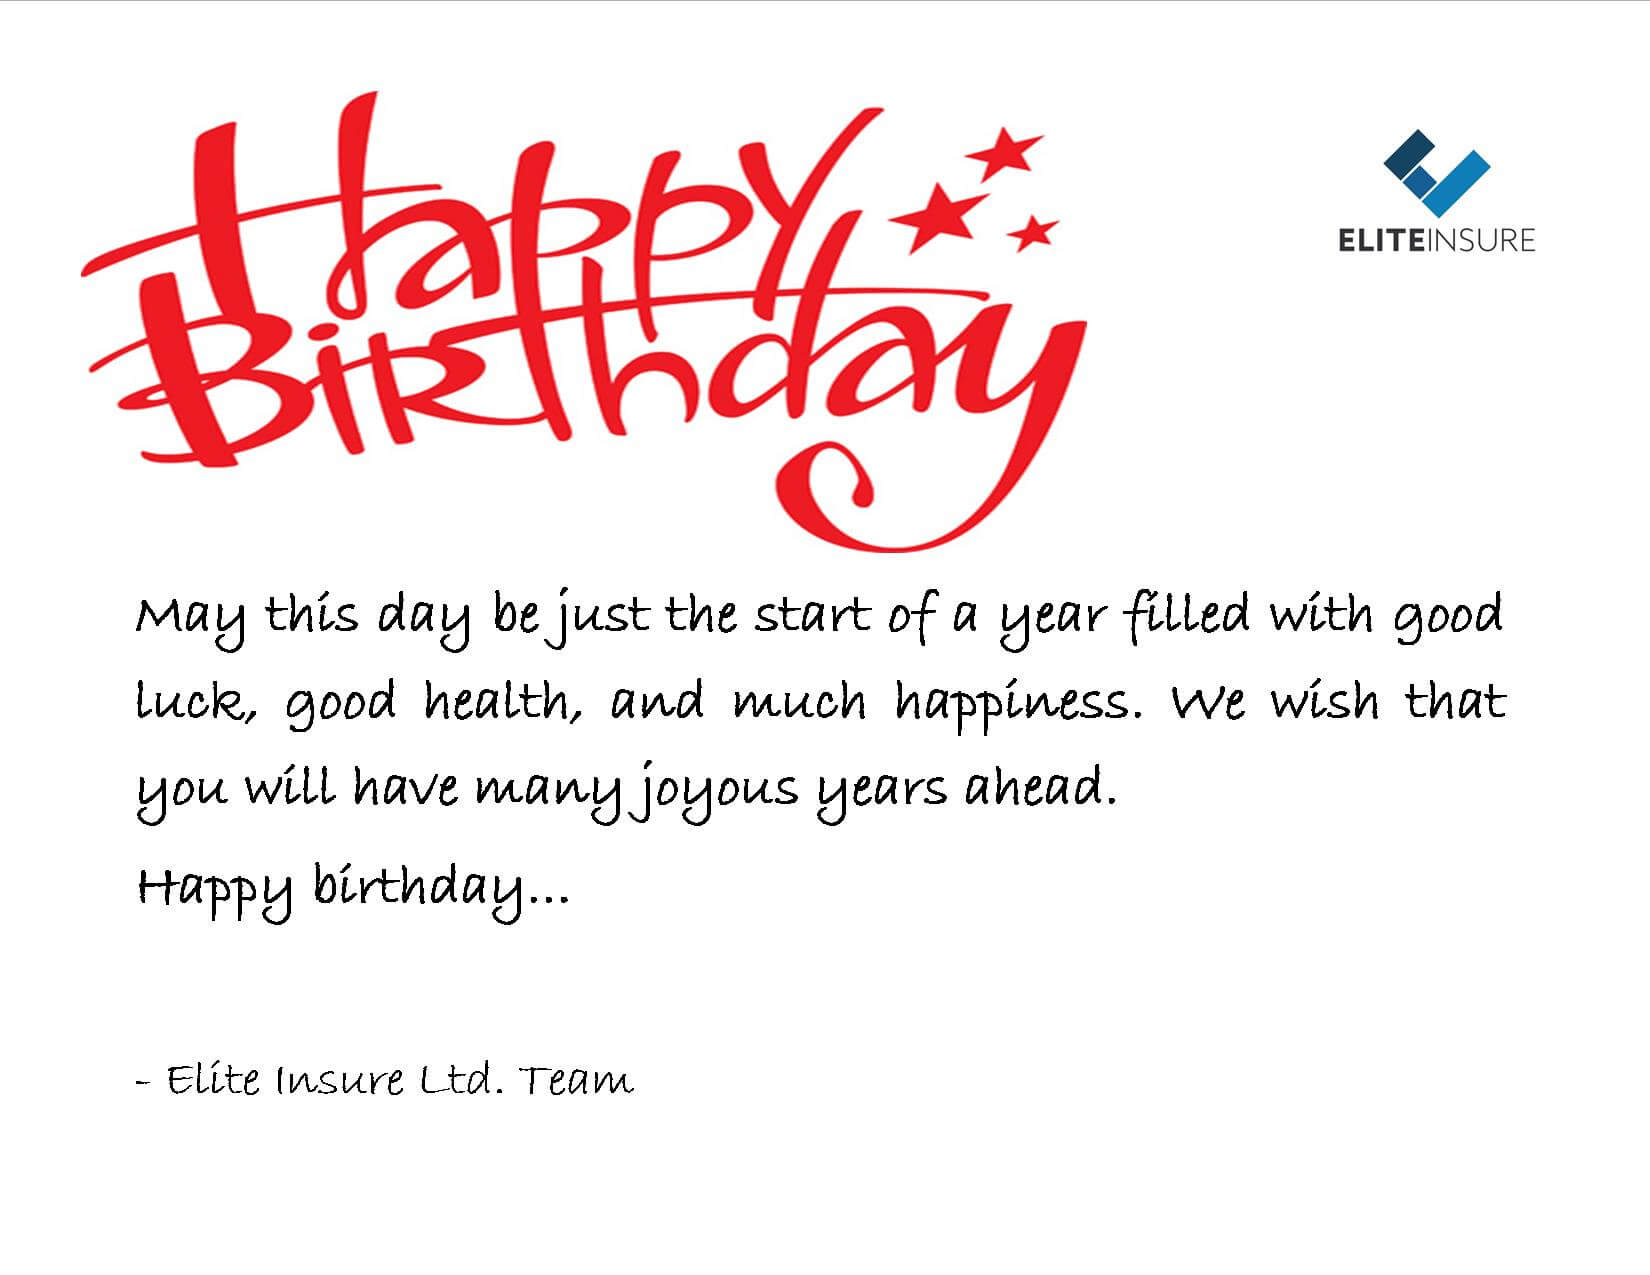 Happy
Birthday
ELITEINSURE
May this day be just the start of a year filled with good
luck, good health, and much happiness. We wish that
you will have many joyous years ahead.
Happy birthday...
- Elite Insure Ltd. Team